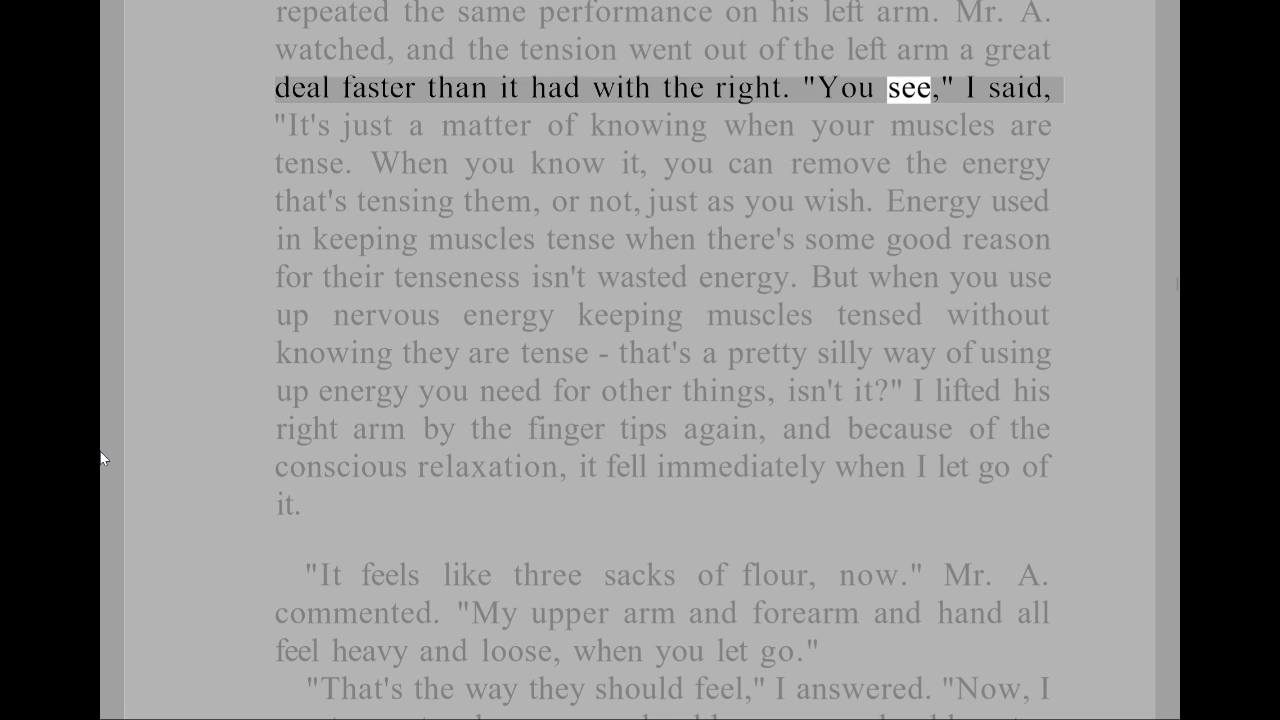 repeated the same performance on his left arm. Mr. A.
watched, and the tension went out of the left arm a great
deal faster than it had with the right. "You see," I said,
"It's just a matter of knowing when your muscles are
tense. When you know it, you can remove the energy
that's tensing them, or not, just as you wish. Energy used
in keeping muscles tense when there's some good reason
for their tenseness isn't wasted energy. But when you use
up nervous energy keeping muscles tensed without
knowing they are tense - that's a pretty silly way of using
up energy you need for other things, isn't it?" I lifted his
right arm by the finger tips again, and because of the
conscious relaxation, it fell immediately when I let go of
it.
"It feels like three sacks of flour, now." Mr. A.
commented. "My upper arm and forearm and hand all
feel heavy and loose, when you let go."
"That's the way they should feel," I answered. "Now, I